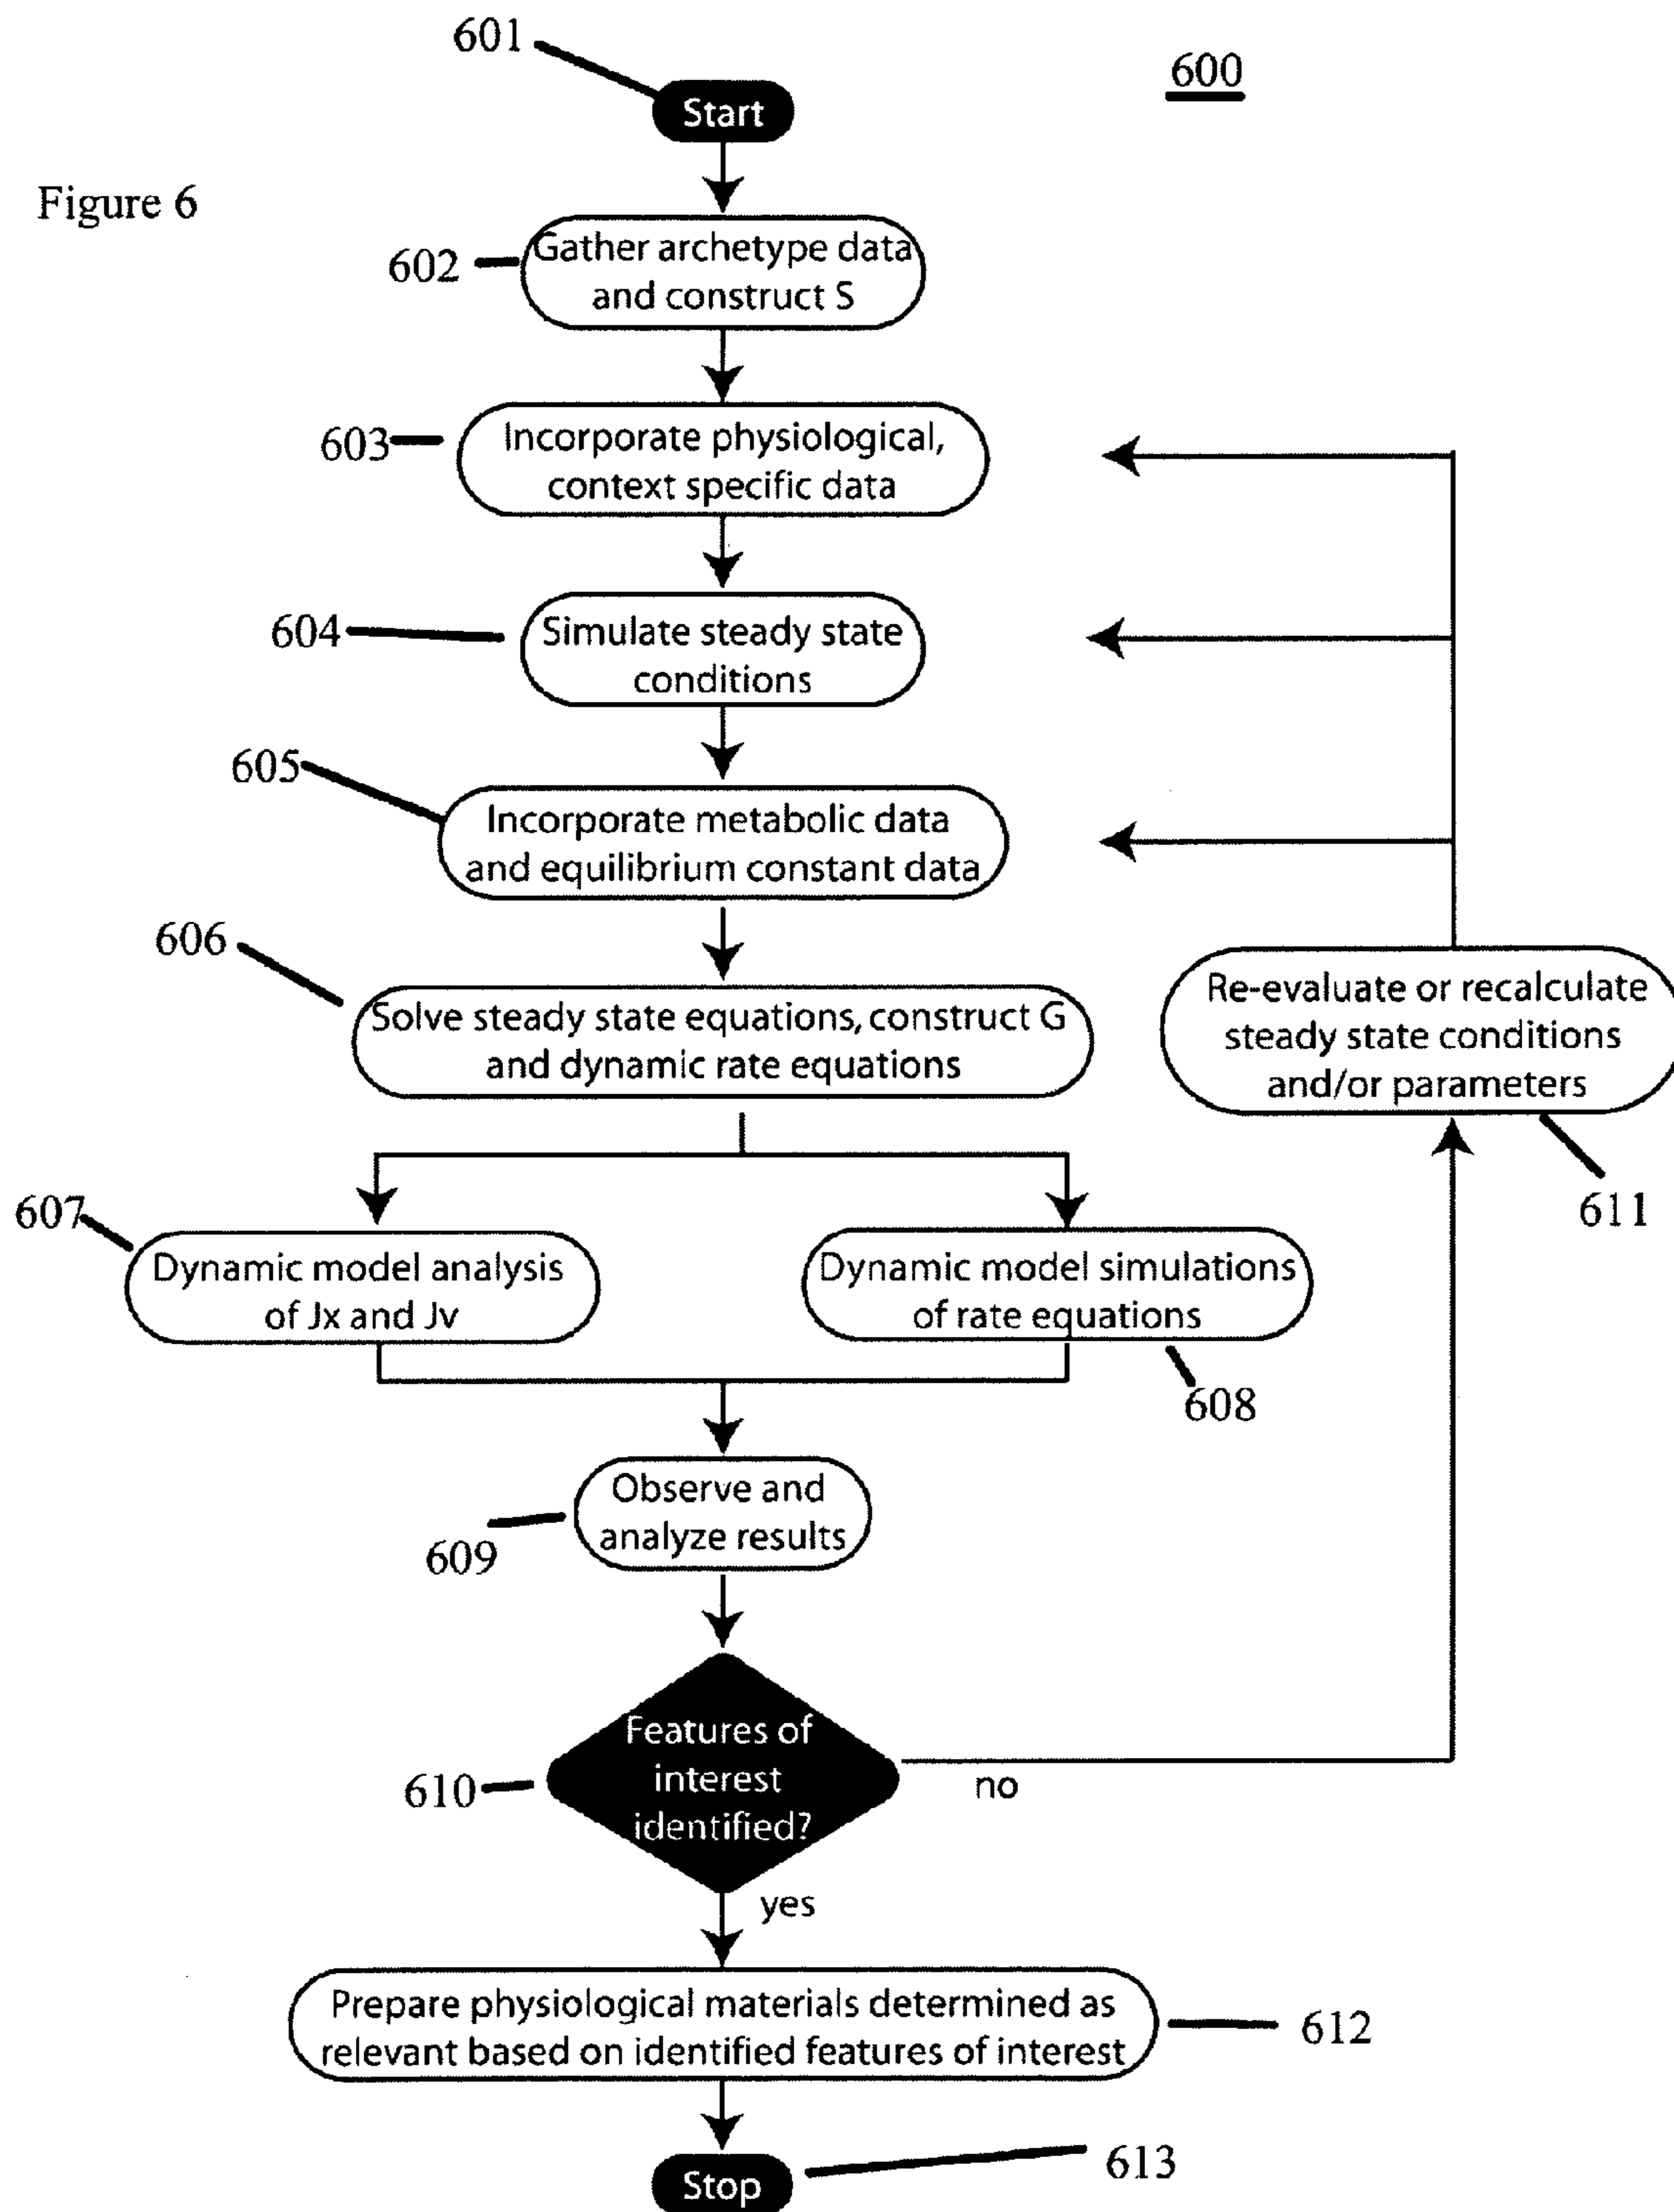 601
Start
600
Figure 6
602
Gather archetype data
and construct S
603
Incorporate physiological,
context specific data
604
Simulate steady state
conditions
605
Incorporate metabolic data
and equilibrium constant data
606
Solve steady state equations, construct G
and dynamic rate equations
Re-evaluate or recalculate
steady state conditions
and/or parameters
611
607
Dynamic model analysis
of Jx and Jv
Dynamic model simulations
of rate equations
608
Observe and
analyze results
609
Features of
interest
identified?
610
no
yes
Prepare physiological materials determined as
relevant based on identified features of interest
612
Stop
613